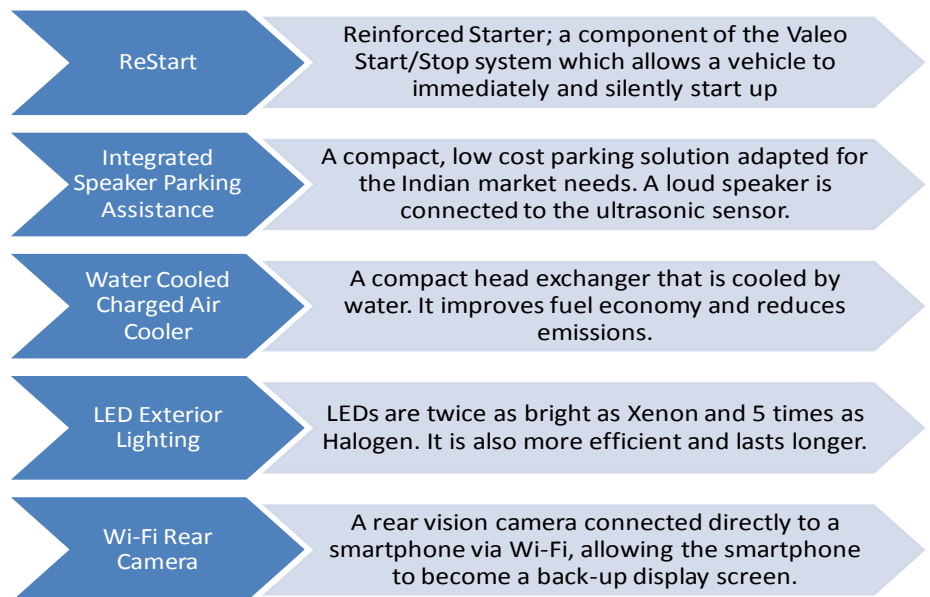 ReStart
Reinforced Starter; a component of the Valeo
Start/Stop system which allows a vehicle to
immediately and silently start up
Integrated
Speaker Parking
Assistance
A compact, low cost parking solution adapted for
the Indian market needs. A loud speaker is
connected to the ultrasonic sensor.
Water Cooled
Charged Air
Cooler
A compact head exchanger that is cooled by
water. It improves fuel economy and reduces
emissions.
LED Exterior
Lighting
LEDs are twice as bright as Xenon and 5 times as
Halogen. It is also more efficient and lasts longer.
Wi-Fi Rear
Camera
A rear vision camera connected directly to a
smartphone via Wi-Fi, allowing the smartphone
to become a back-up display screen.